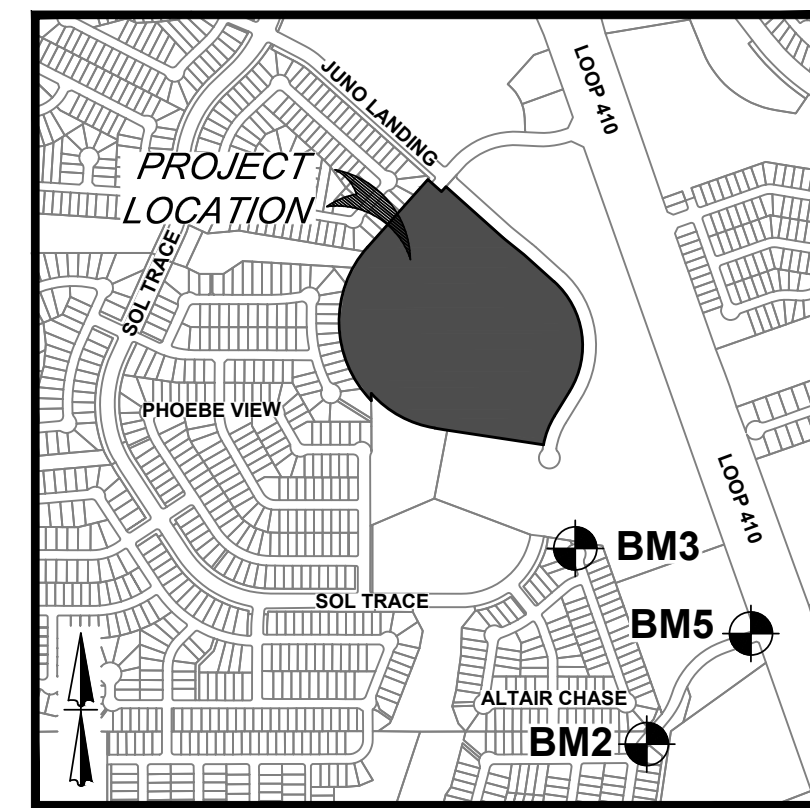 JUNO LANDING
LOOP 410
PROJECT
LOCATION
SOL TRACE
PHOEBE VIEW
LOOP 410
BM3
SOL TRACE
BM5
ALTAIR CHASE
BM2